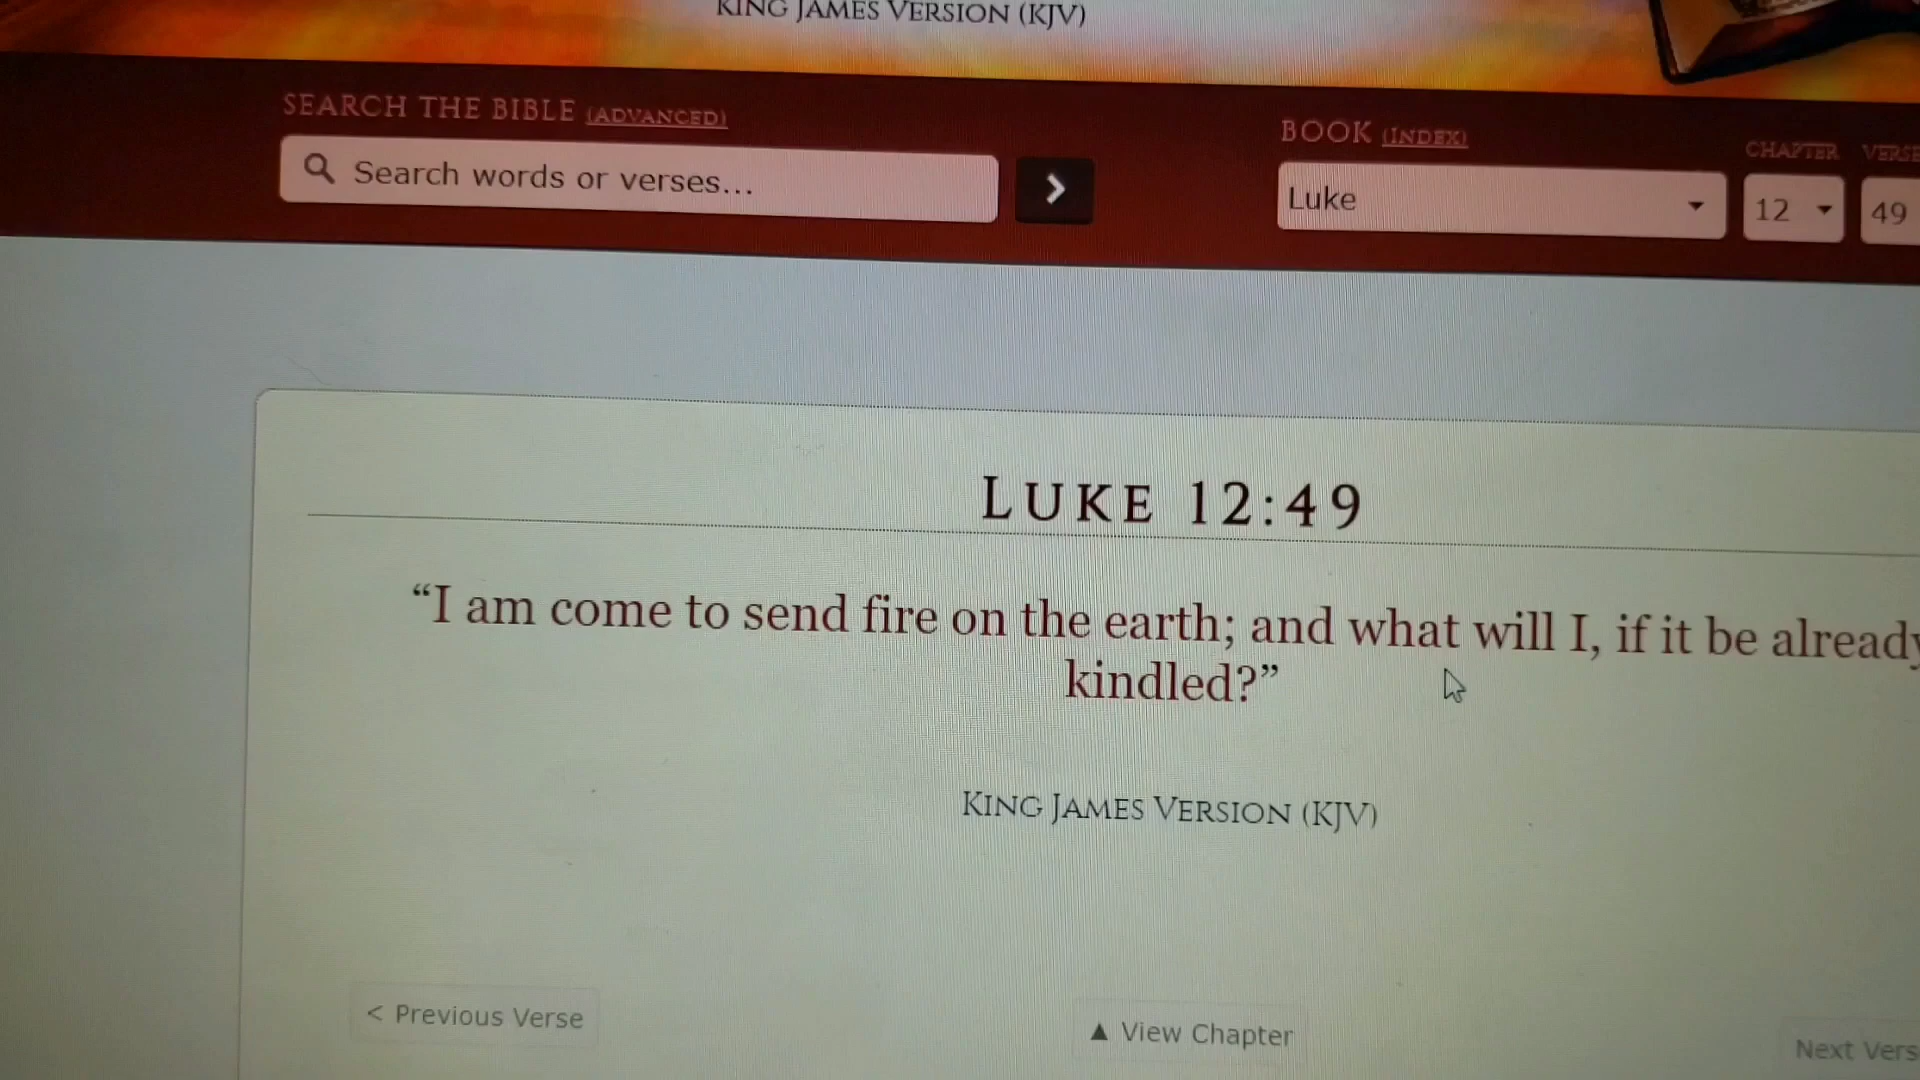 KING JAMES VERSION (KJV)
SEARCH THE BIBLE (ADVANCED)
Search words or verses...
BOOK (INDEX)
Luke
CHAPTER
12
VERSE
49
LUKE 12:49
“I am come to send fire on the earth; and what will I, if it be already
kindled?”
KING JAMES VERSION (KJV)
< Previous Verse
▲ View Chapter
Next Vers